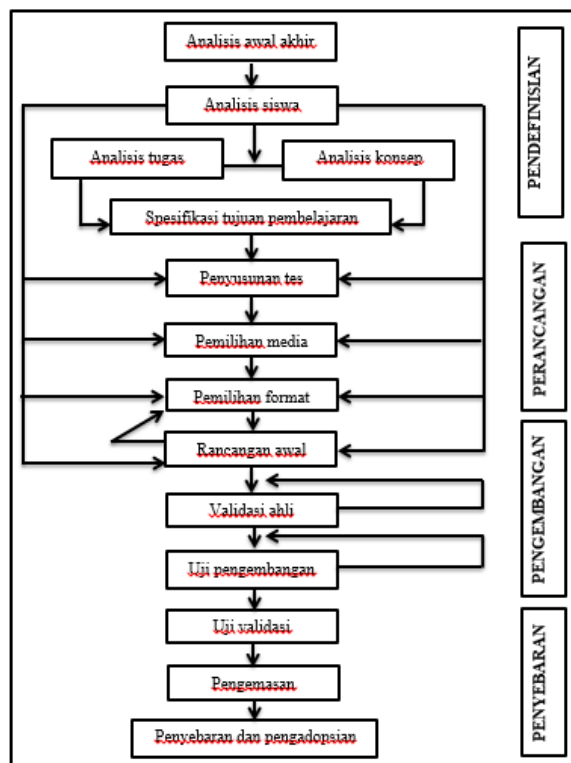 Analisis awal akhir
Analisis siswa
Analisis tugas
Analisis konsep
Spesifikasi tujuan pembelajaran
Penyusunan tes
Pemilihan media
Pemilihan format
Rancangan awal
Validasi ahli
Uji pengembangan
Uji validasi
Pengemasan
Penyebaran dan pengadopsian
PENDEFINISIAN
PERANCANGAN
PENGEMBANGAN
PENYEBARAN